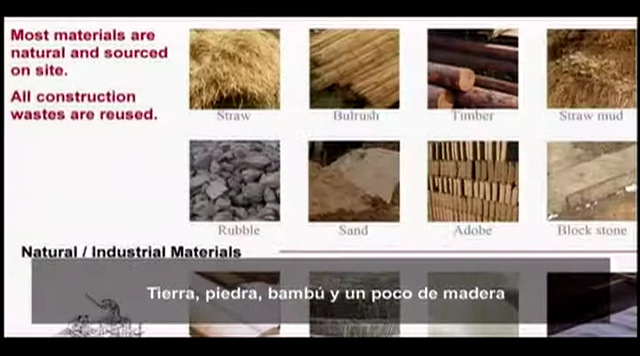 Most materials are
natural and sourced
on site.
All construction
wastes are reused.
Straw
Bulrush
Timber
Straw mud
Rubble
Sand
Adobe
Block stone
Natural / Industrial Materials
Tierra, piedra, bambú y un poco de madera